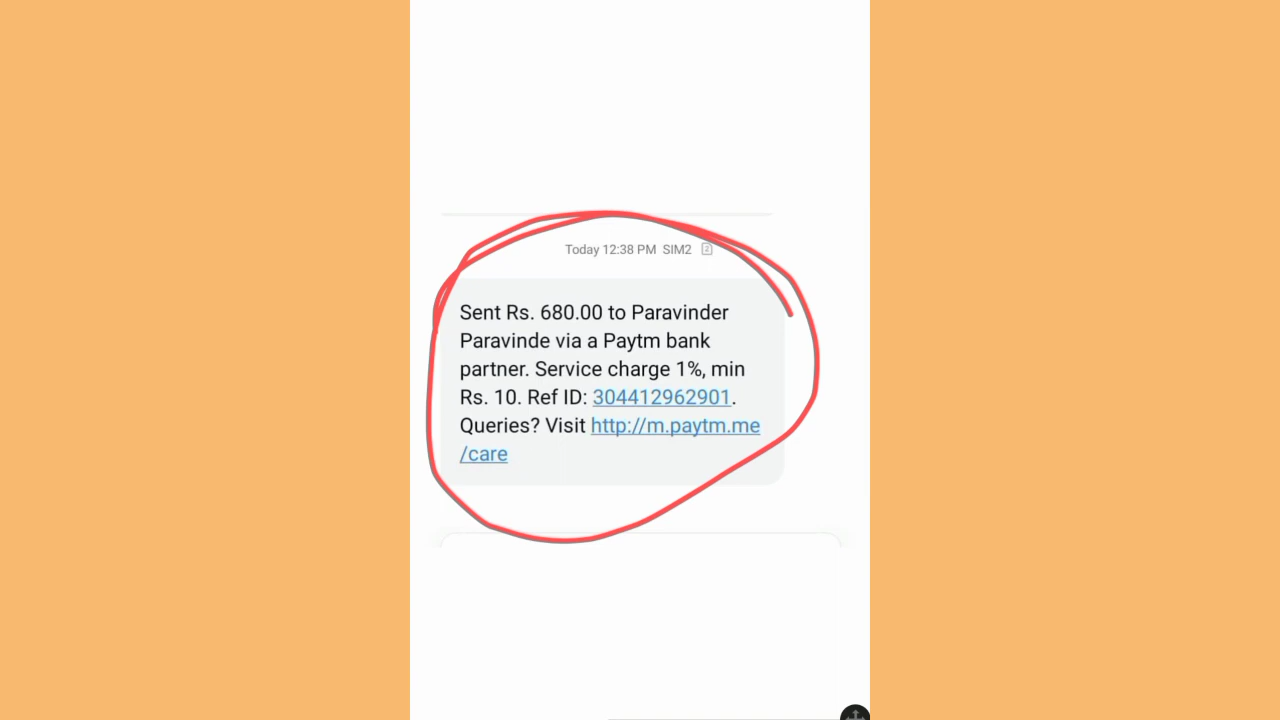 Today 12:38 PM SIM2 2
Sent Rs. 680.00 to Paravinder
Paravinde via a Paytm bank
partner. Service charge 1%, min
Rs. 10. Ref ID: 304412962901.
Queries? Visit http://m.paytm.me
/care